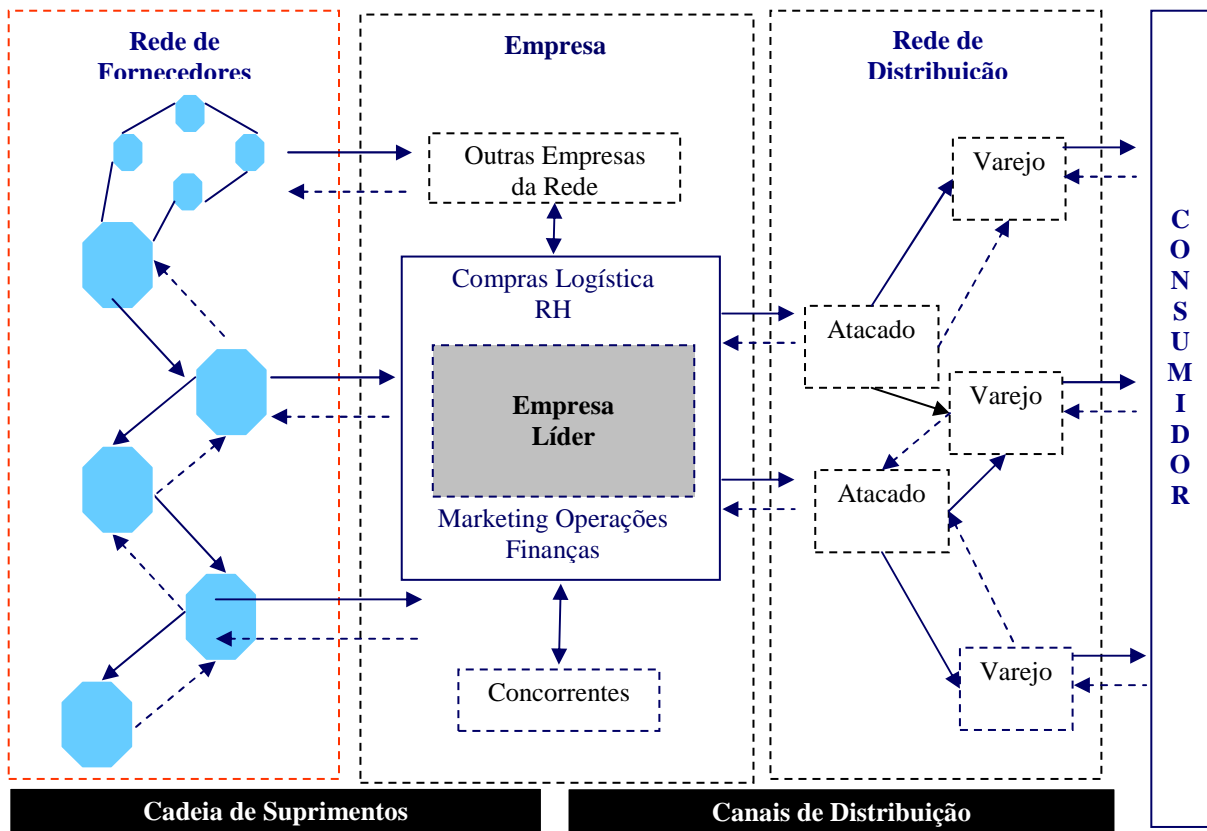 Rede de
Fornecedores
Empresa
Rede de
Distribuição
Outras Empresas
da Rede
Compras Logística
RH
Empresa
Líder
Marketing Operações
Finanças
Concorrentes
Varejo
Atacado
Varejo
Atacado
Varejo
C
O
N
S
U
M
I
D
O
R
Cadeia de Suprimentos
Canais de Distribuição